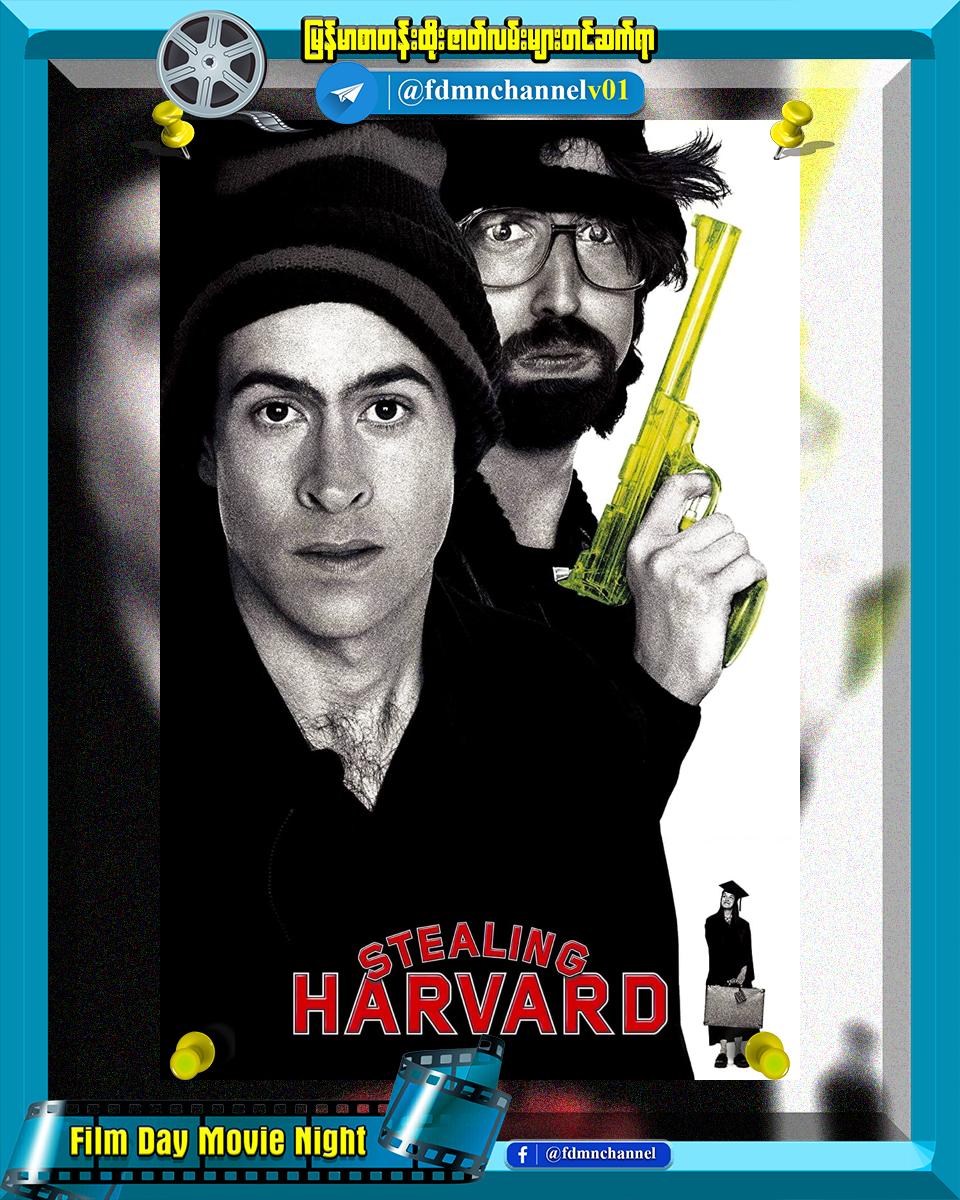 မြန်မာစာတန်းထိုးဇာတ်လမ်းများတင်ဆက်ရာ
@fdmnchannelv01
STEALING
HARVARD
Film Day Movie Night
@fdmnchannel